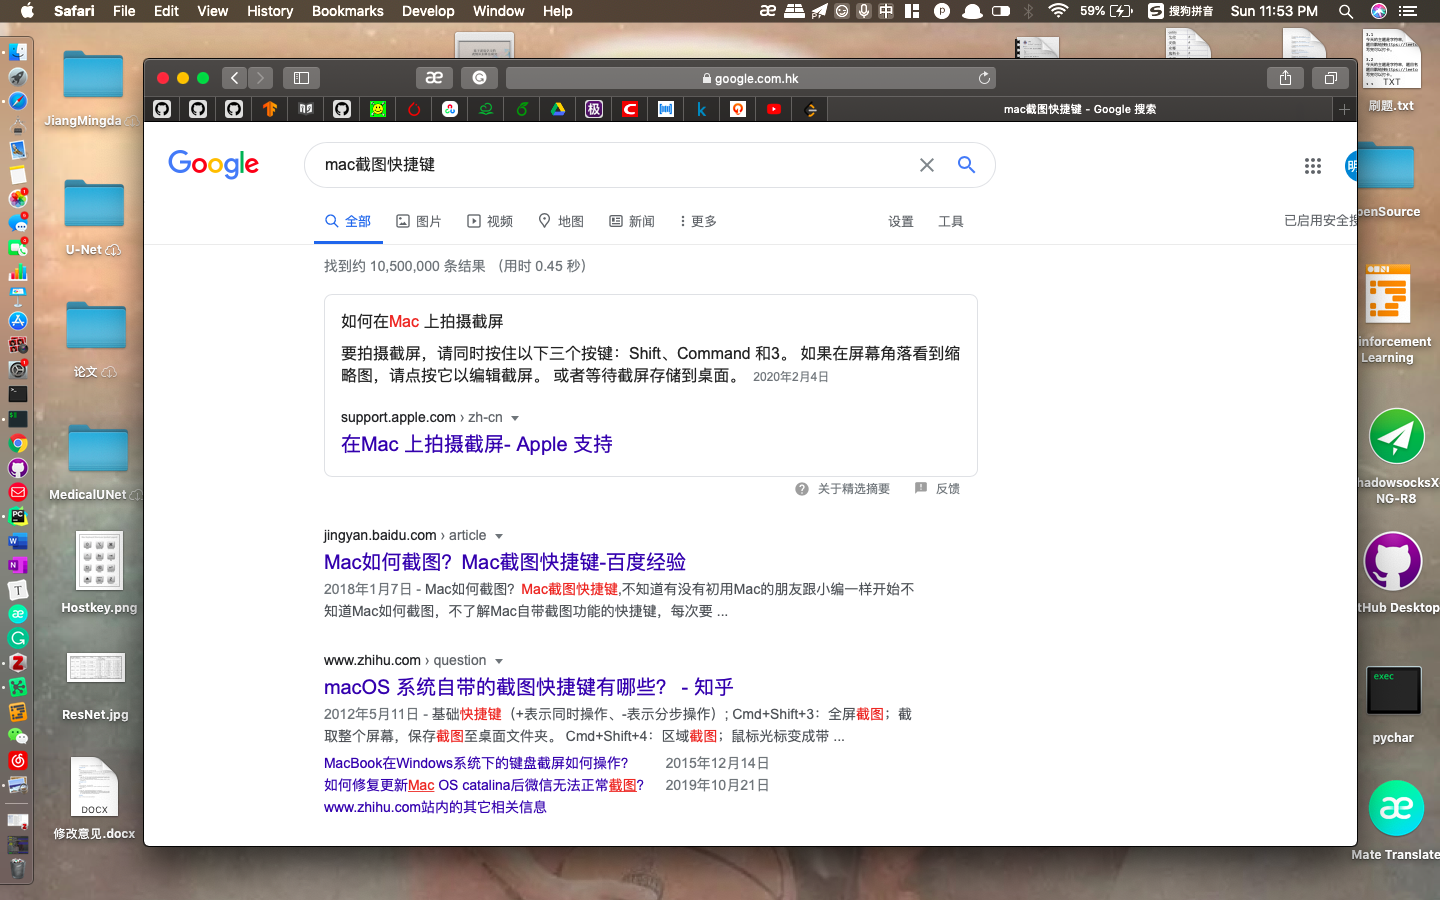 Safari File Edit View History Bookmarks Develop Window Help
59% 搜狗拼音 Sun 11:53 PM
google.com.hk
mac截图快捷键 - Google 搜索
Google
mac截图快捷键
全部 图片 视频 地图 新闻 更多 设置 工具
已启用安全搜
找到约 10,500,000 条结果 （用时 0.45 秒）
如何在Mac 上拍摄截屏
要拍摄截屏，请同时按住以下三个按键：Shift、Command 和3。 如果在屏幕角落看到缩
略图，请点按它以编辑截屏。 或者等待截屏存储到桌面。 2020年2月4日
support.apple.com › zh-cn
在Mac 上拍摄截屏- Apple 支持
关于精选摘要 反馈
jingyan.baidu.com › article
Mac如何截图？Mac截图快捷键-百度经验
2018年1月7日 - Mac如何截图？Mac截图快捷键,不知道有没有初用Mac的朋友跟小编一样开始不
知道Mac如何截图，不了解Mac自带截图功能的快捷键，每次要 ...
www.zhihu.com › question
macOS 系统自带的截图快捷键有哪些？ - 知乎
2012年5月11日 - 基础快捷键（+表示同时操作、-表示分步操作）; Cmd+Shift+3：全屏截图；截
取整个屏幕，保存截图至桌面文件夹。 Cmd+Shift+4：区域截图；鼠标光标变成带 ...
MacBook在Windows系统下的键盘截屏如何操作？ 2015年12月14日
如何修复更新Mac OS catalina后微信无法正常截图? 2019年10月21日
www.zhihu.com站内的其它相关信息
JiangMingda
U-Net
论文
MedicalUNet
Hostkey.png
ResNet.jpg
DOCX
修改意见.docx
TXT
刷题.txt
penSource
inforcement
Learning
hadowsocksX
NG-R8
tHub Desktop
exec
pychar
Mate Translate